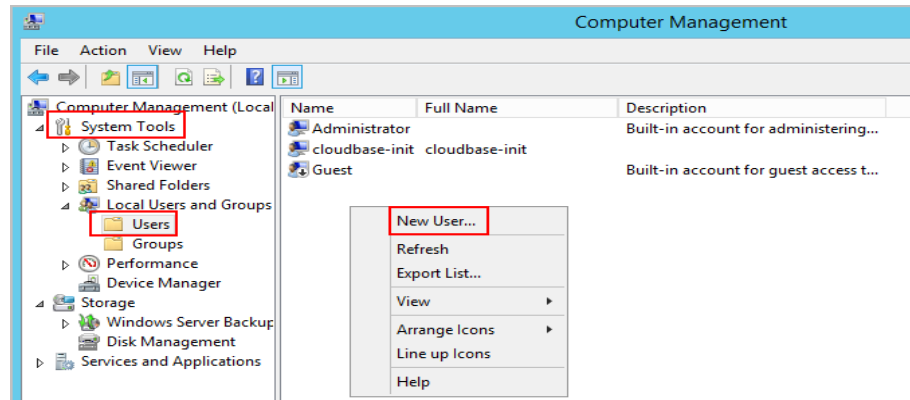 Computer Management
File Action View Help
Computer Management (Local
System Tools
Task Scheduler
Event Viewer
Shared Folders
Local Users and Groups
Users
Groups
Performance
Device Manager
Storage
Windows Server Backup
Disk Management
Services and Applications
Name Full Name Description
Administrator Built-in account for administering...
cloudbase-init cloudbase-init
Guest Built-in account for guest access t...
New User...
Refresh
Export List...
View
Arrange Icons
Line up Icons
Help